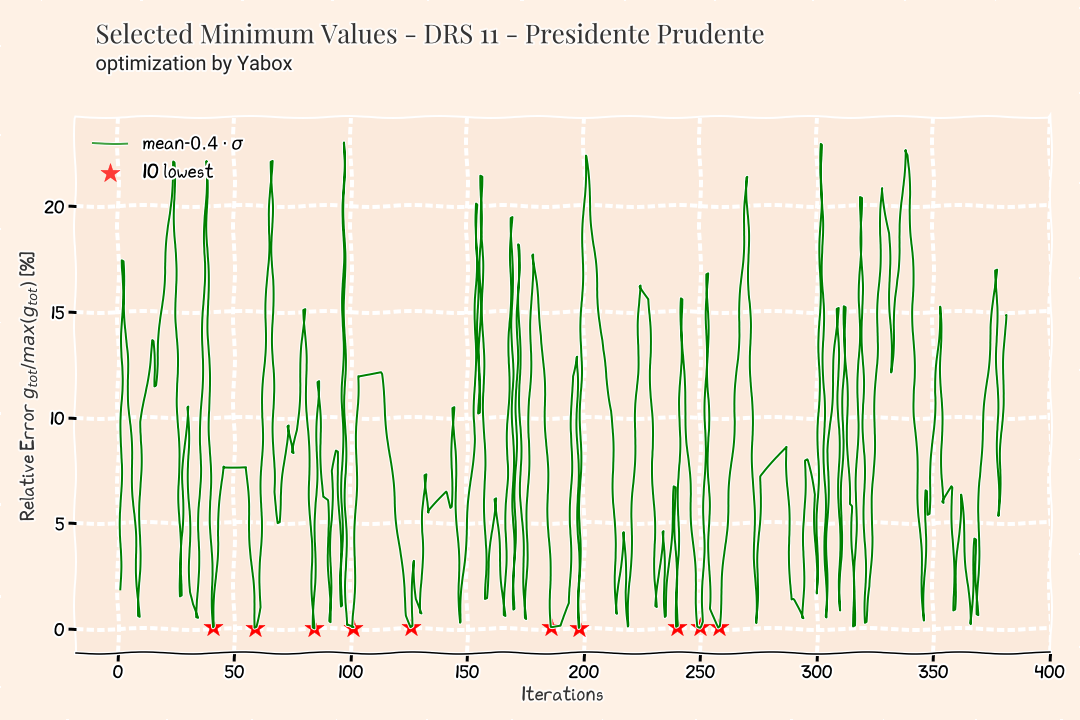 Selected Minimum Values - DRS 11 - Presidente Prudente
optimization by Yabox
mean-0.4 · σ
10 lowest
Relative Error g_tot/max(g_tot) [%]
20
15
10
5
0
0 50 100 150 200 250 300 350 400
Iterations